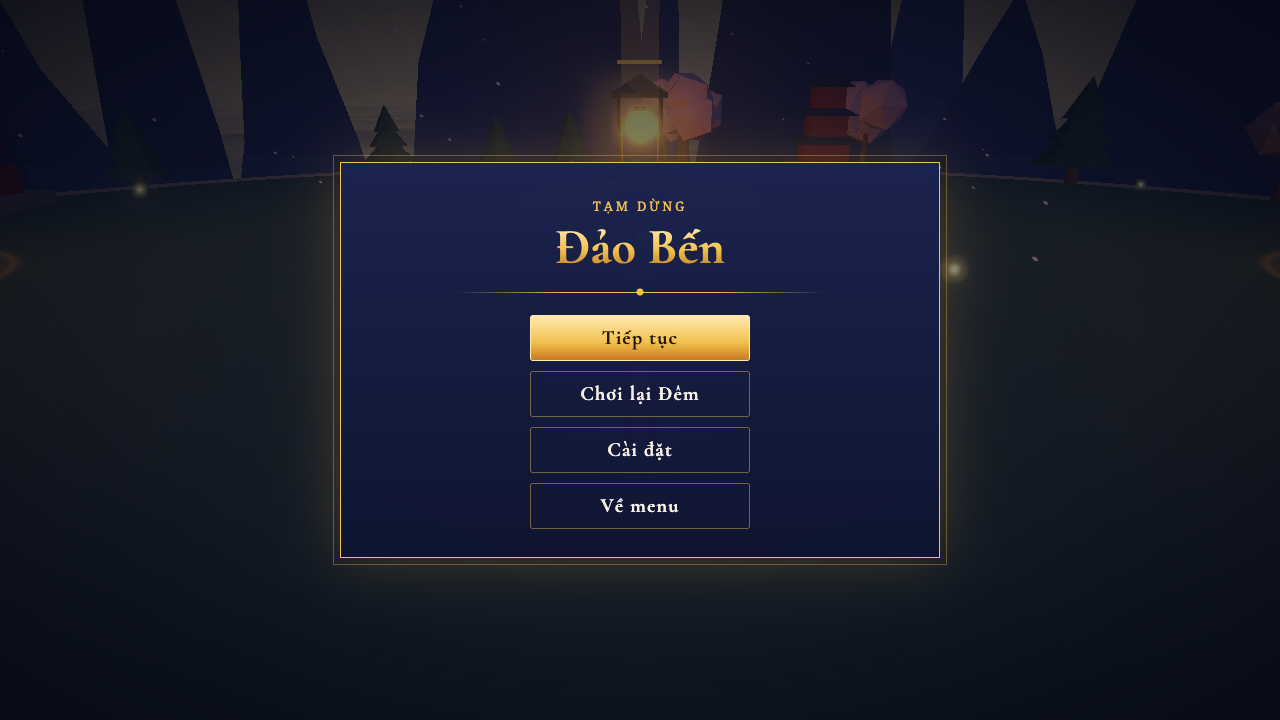 TẠM DỪNG
Đảo Bến
Tiếp tục
Chơi lại Đêm
Cài đặt
Về menu